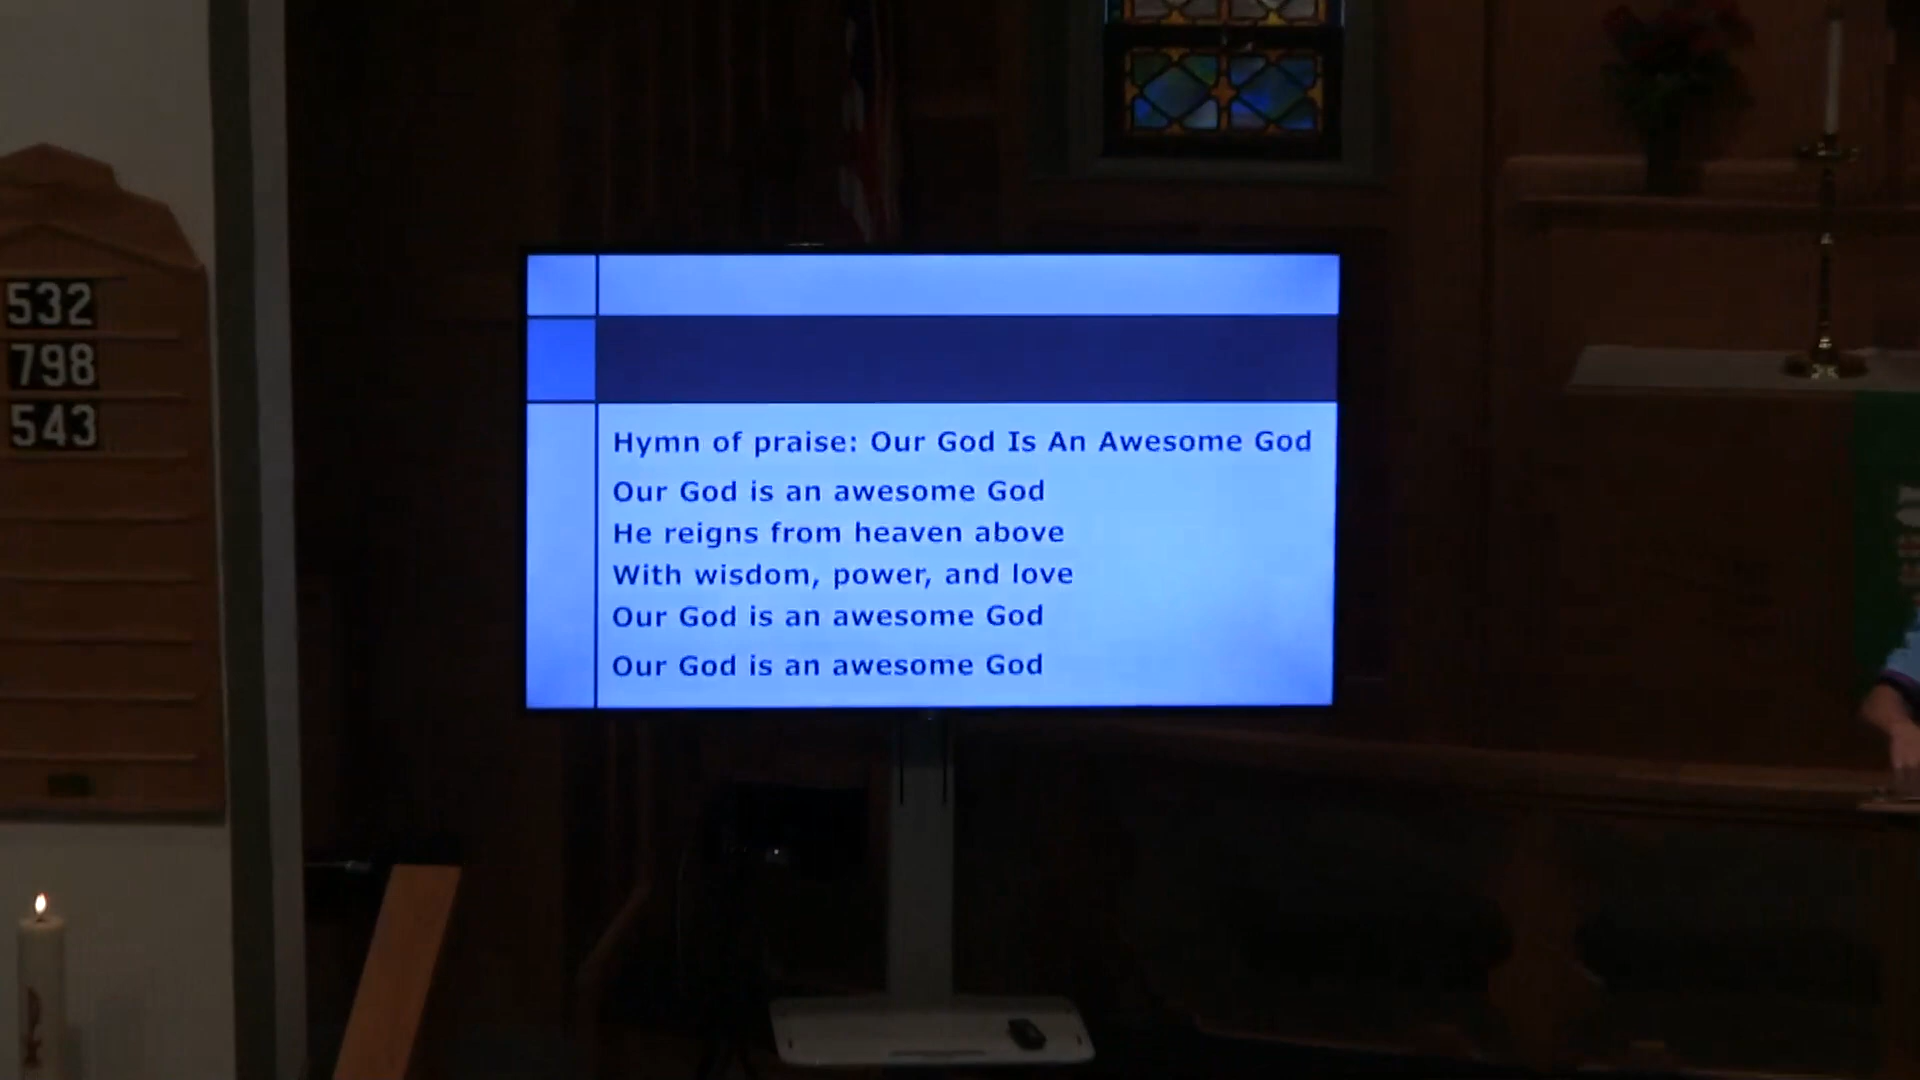 532
798
543
Hymn of praise: Our God Is An Awesome God
Our God is an awesome God
He reigns from heaven above
With wisdom, power, and love
Our God is an awesome God
Our God is an awesome God